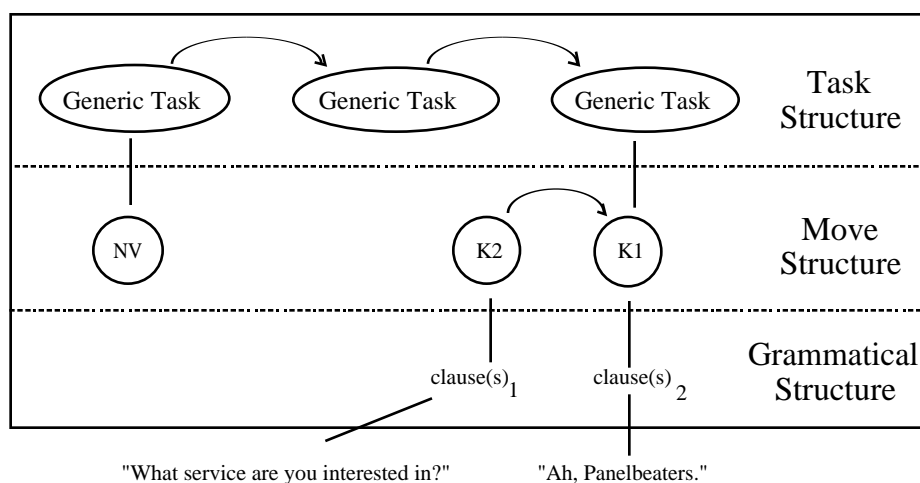 Generic Task Generic Task Generic Task
Task
Structure
NV K2 K1
Move
Structure
clause(s)1 clause(s)2
Grammatical
Structure
"What service are you interested in?" "Ah, Panelbeaters."